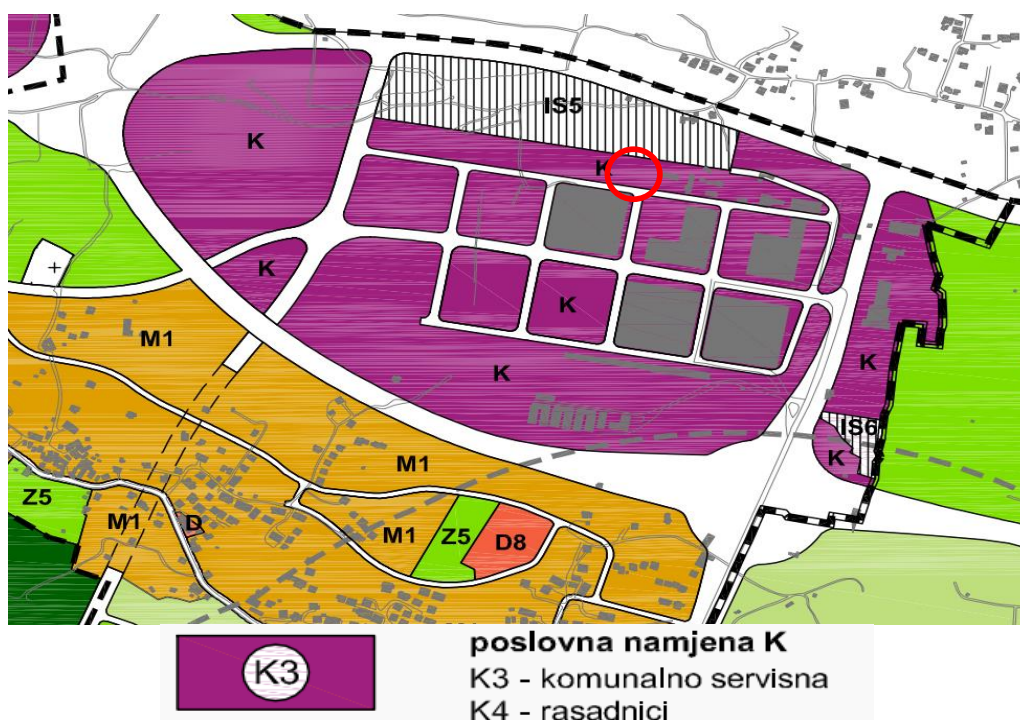 IS5
K
K
K
K
M1
K
K
IS6
K
M1
Z5
M1
D
M1
Z5
D8
K3
poslovna namjena K
K3 - komunalno servisna
K4 - rasadnici